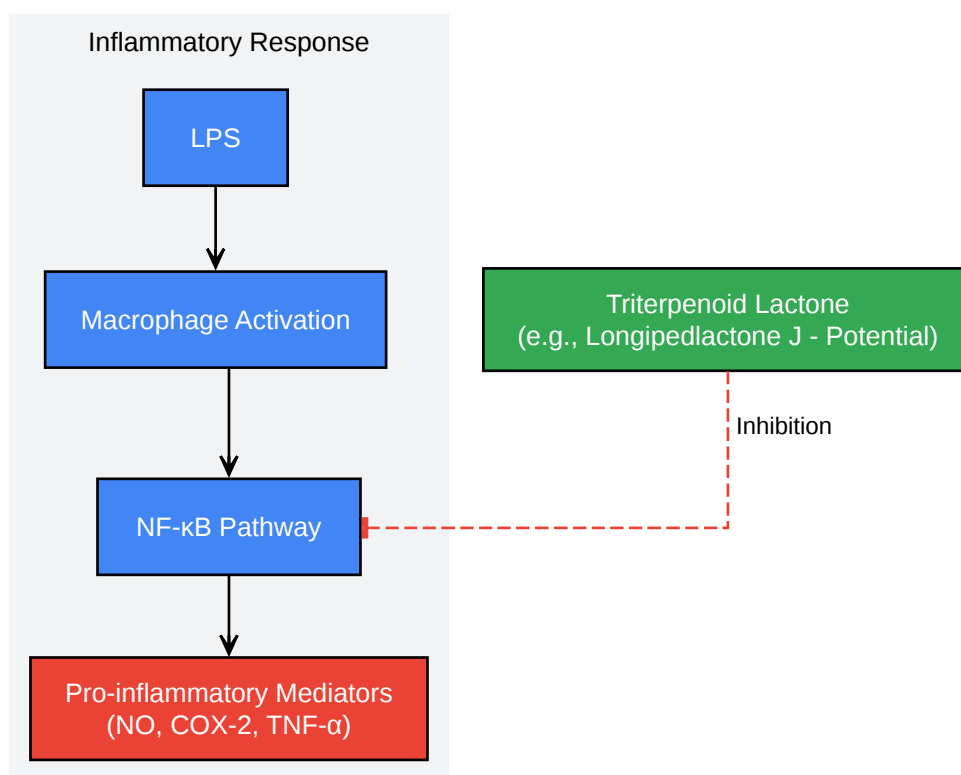 Inflammatory Response
LPS
Macrophage Activation
Triterpenoid Lactone
(e.g., Longipedlactone J - Potential)
Inhibition
NF-κB Pathway
Pro-inflammatory Mediators
(NO, COX-2, TNF-α)